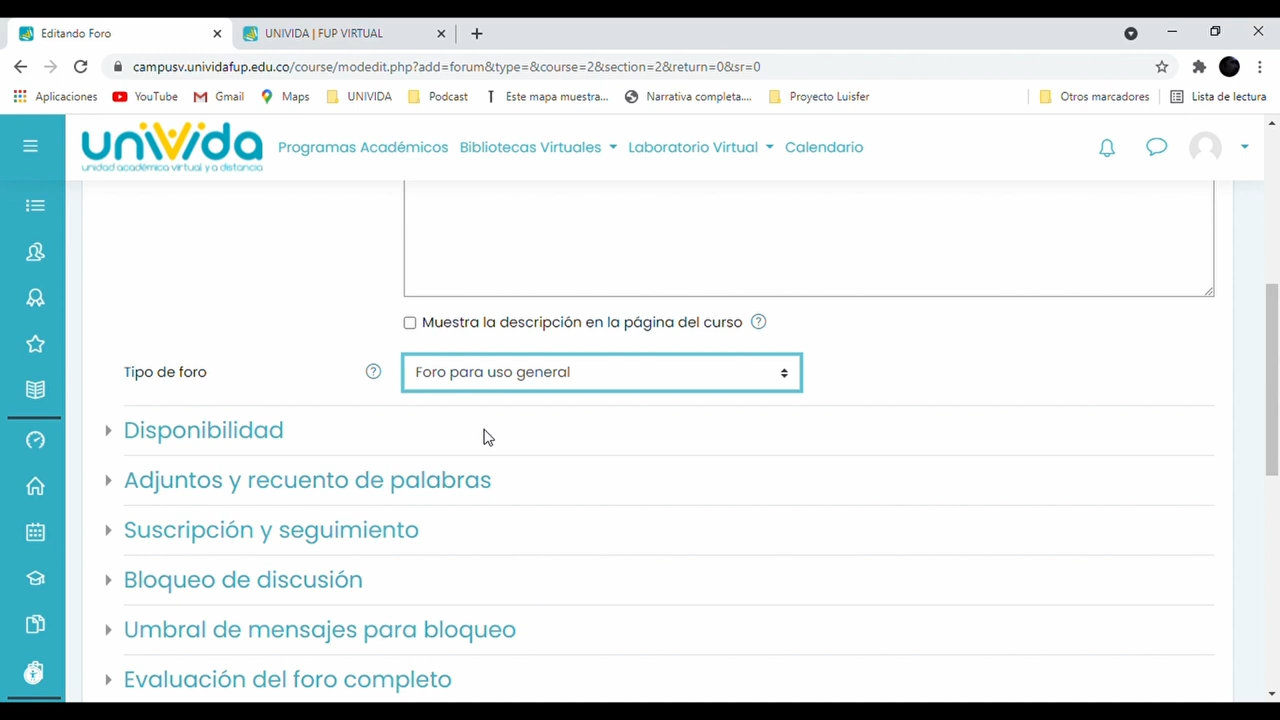 Editando Foro
UNIVIDA | FUP VIRTUAL
campusv.unividafup.edu.co/course/modedit.php?add=forum&type=&course=2&section=2&return=0&sr=0
Aplicaciones YouTube Gmail Maps UNIVIDA Podcast Este mapa muestra... Narrativa completa.... Proyecto Luisfer Otros marcadores Lista de lectura
univida
unidad académica virtual y a distancia
Programas Académicos Bibliotecas Virtuales Laboratorio Virtual Calendario
Muestra la descripción en la página del curso
Tipo de foro Foro para uso general
Disponibilidad
Adjuntos y recuento de palabras
Suscripción y seguimiento
Bloqueo de discusión
Umbral de mensajes para bloqueo
Evaluación del foro completo